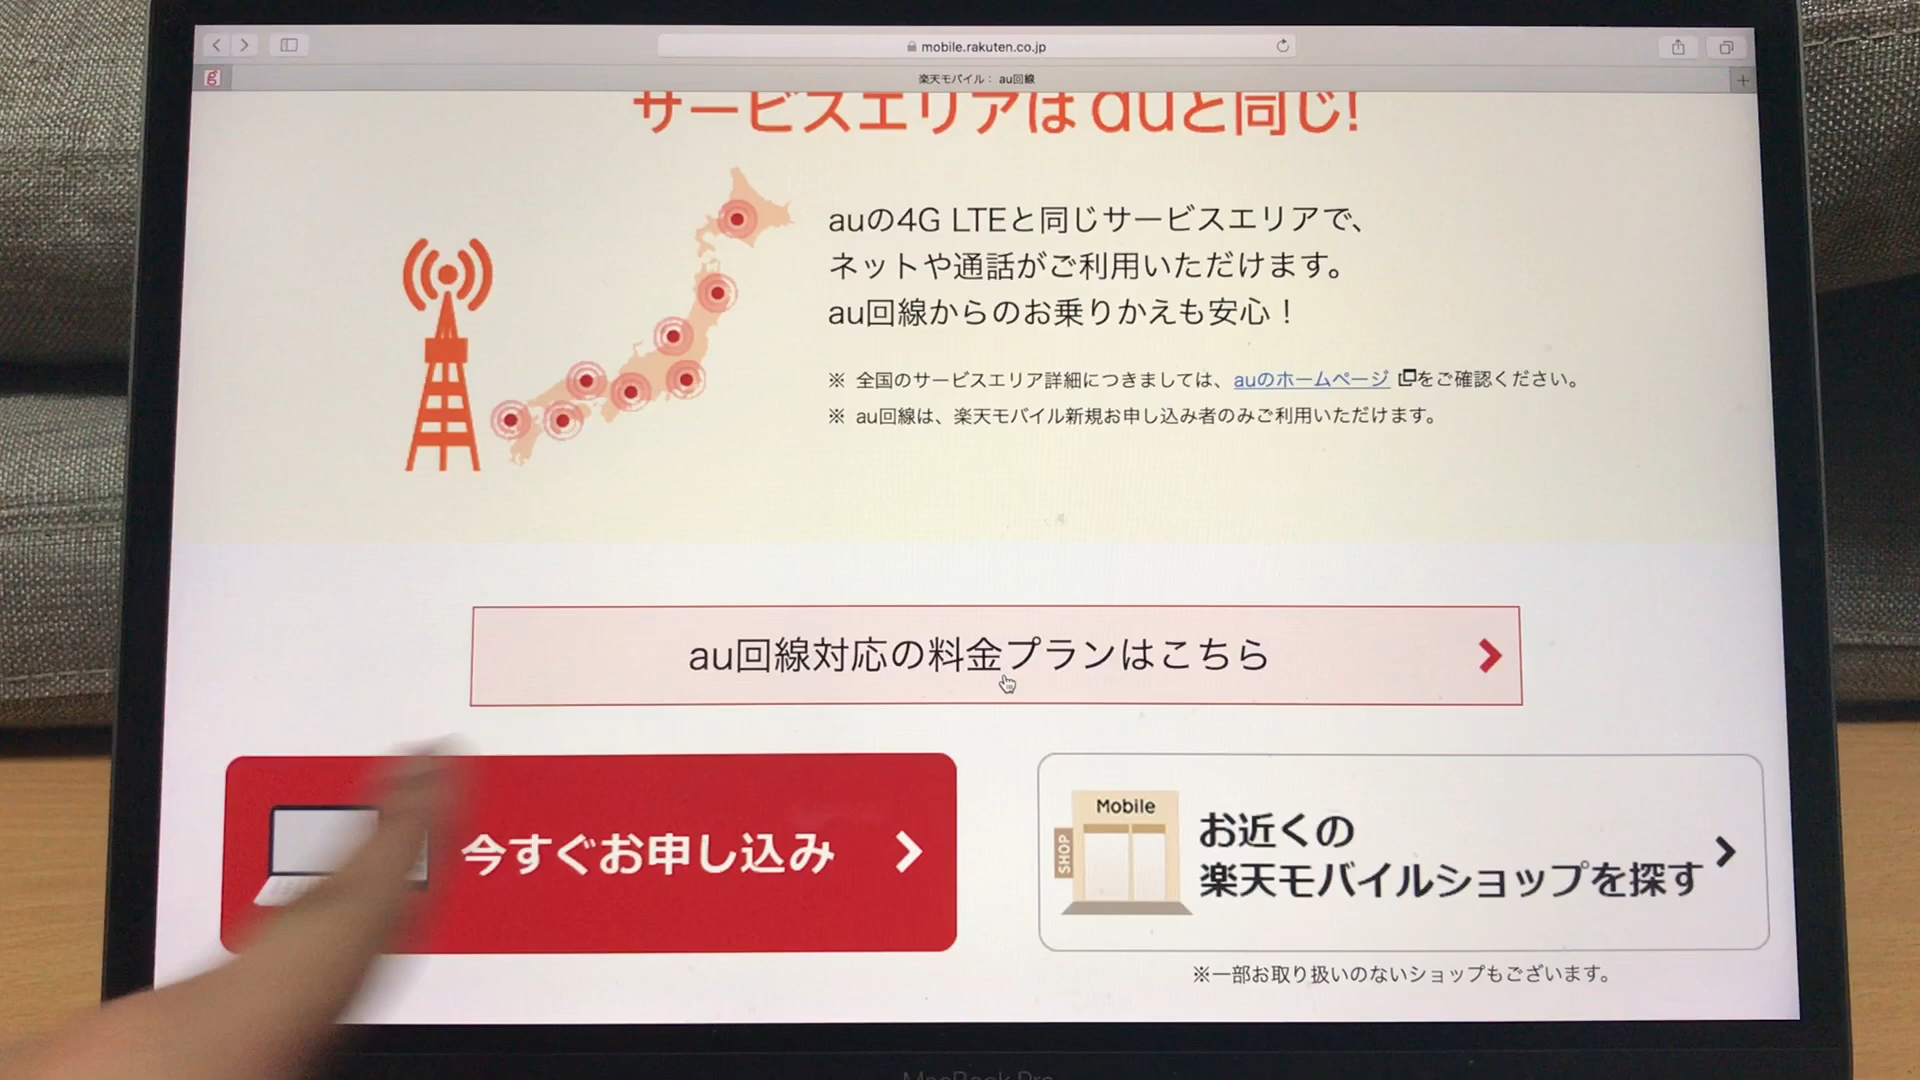 mobile.rakuten.co.jp
g
楽天モバイル： au回線
サービスエリアはauと同じ!
auの4G LTEと同じサービスエリアで、
ネットや通話がご利用いただけます。
au回線からのお乗りかえも安心！
※ 全国のサービスエリア詳細につきましては、auのホームページ をご確認ください。
※ au回線は、楽天モバイル新規お申し込み者のみご利用いただけます。
au回線対応の料金プランはこちら
今すぐお申し込み
Mobile
SHOP
お近くの
楽天モバイルショップを探す
※一部お取り扱いのないショップもございます。
MacBook Pro